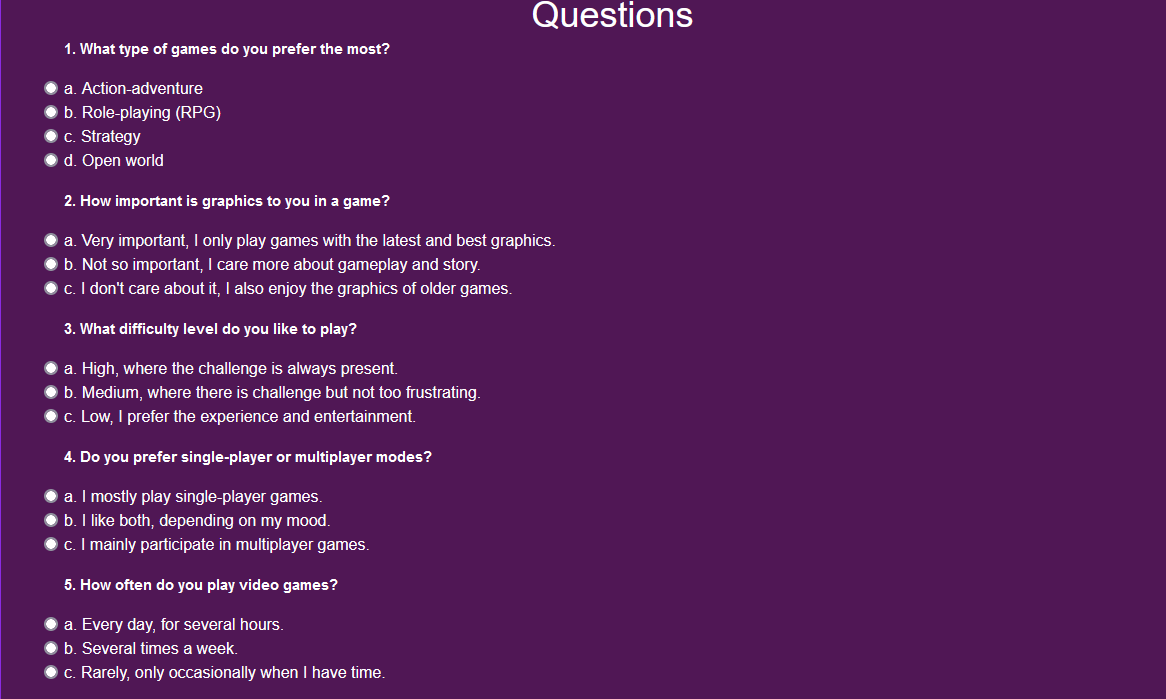 Questions
1. What type of games do you prefer the most?
a. Action-adventure
b. Role-playing (RPG)
c. Strategy
d. Open world
2. How important is graphics to you in a game?
a. Very important, I only play games with the latest and best graphics.
b. Not so important, I care more about gameplay and story.
c. I don't care about it, I also enjoy the graphics of older games.
3. What difficulty level do you like to play?
a. High, where the challenge is always present.
b. Medium, where there is challenge but not too frustrating.
c. Low, I prefer the experience and entertainment.
4. Do you prefer single-player or multiplayer modes?
a. I mostly play single-player games.
b. I like both, depending on my mood.
c. I mainly participate in multiplayer games.
5. How often do you play video games?
a. Every day, for several hours.
b. Several times a week.
c. Rarely, only occasionally when I have time.